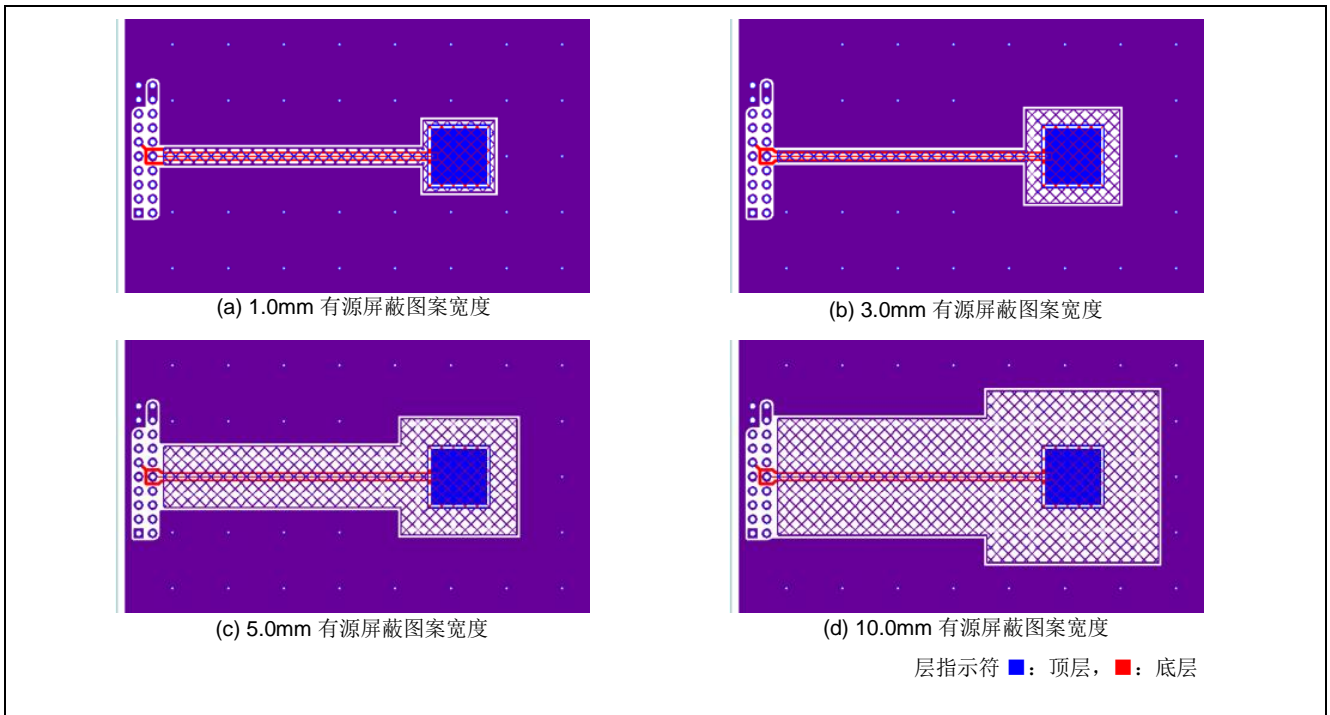 (a) 1.0mm 有源屏蔽图案宽度
(b) 3.0mm 有源屏蔽图案宽度
(c) 5.0mm 有源屏蔽图案宽度
(d) 10.0mm 有源屏蔽图案宽度
层指示符 ■：顶层，■：底层